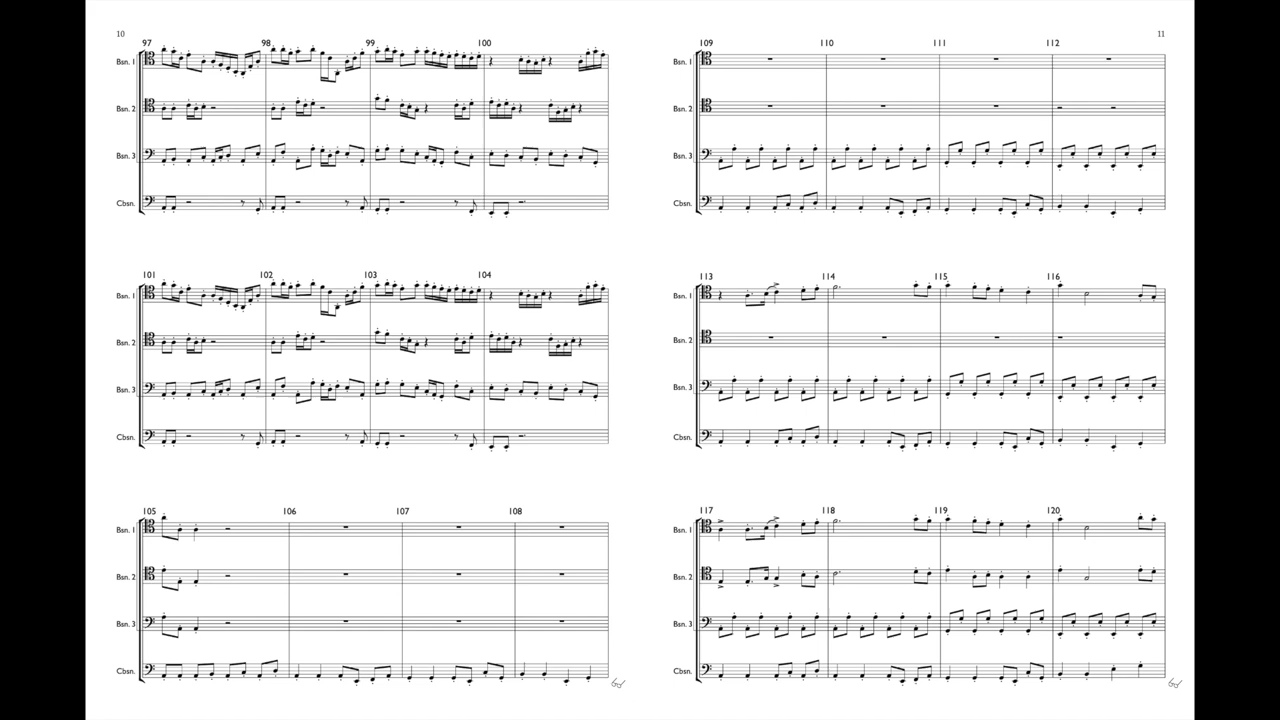 10
97 98 99 100
Bsn. 1
Bsn. 2
Bsn. 3
Cbsn.
101 102 103 104
Bsn. 1
Bsn. 2
Bsn. 3
Cbsn.
105 106 107 108
Bsn. 1
Bsn. 2
Bsn. 3
Cbsn.
11
109 110 111 112
Bsn. 1
Bsn. 2
Bsn. 3
Cbsn.
113 114 115 116
Bsn. 1
Bsn. 2
Bsn. 3
Cbsn.
117 118 119 120
Bsn. 1
Bsn. 2
Bsn. 3
Cbsn.